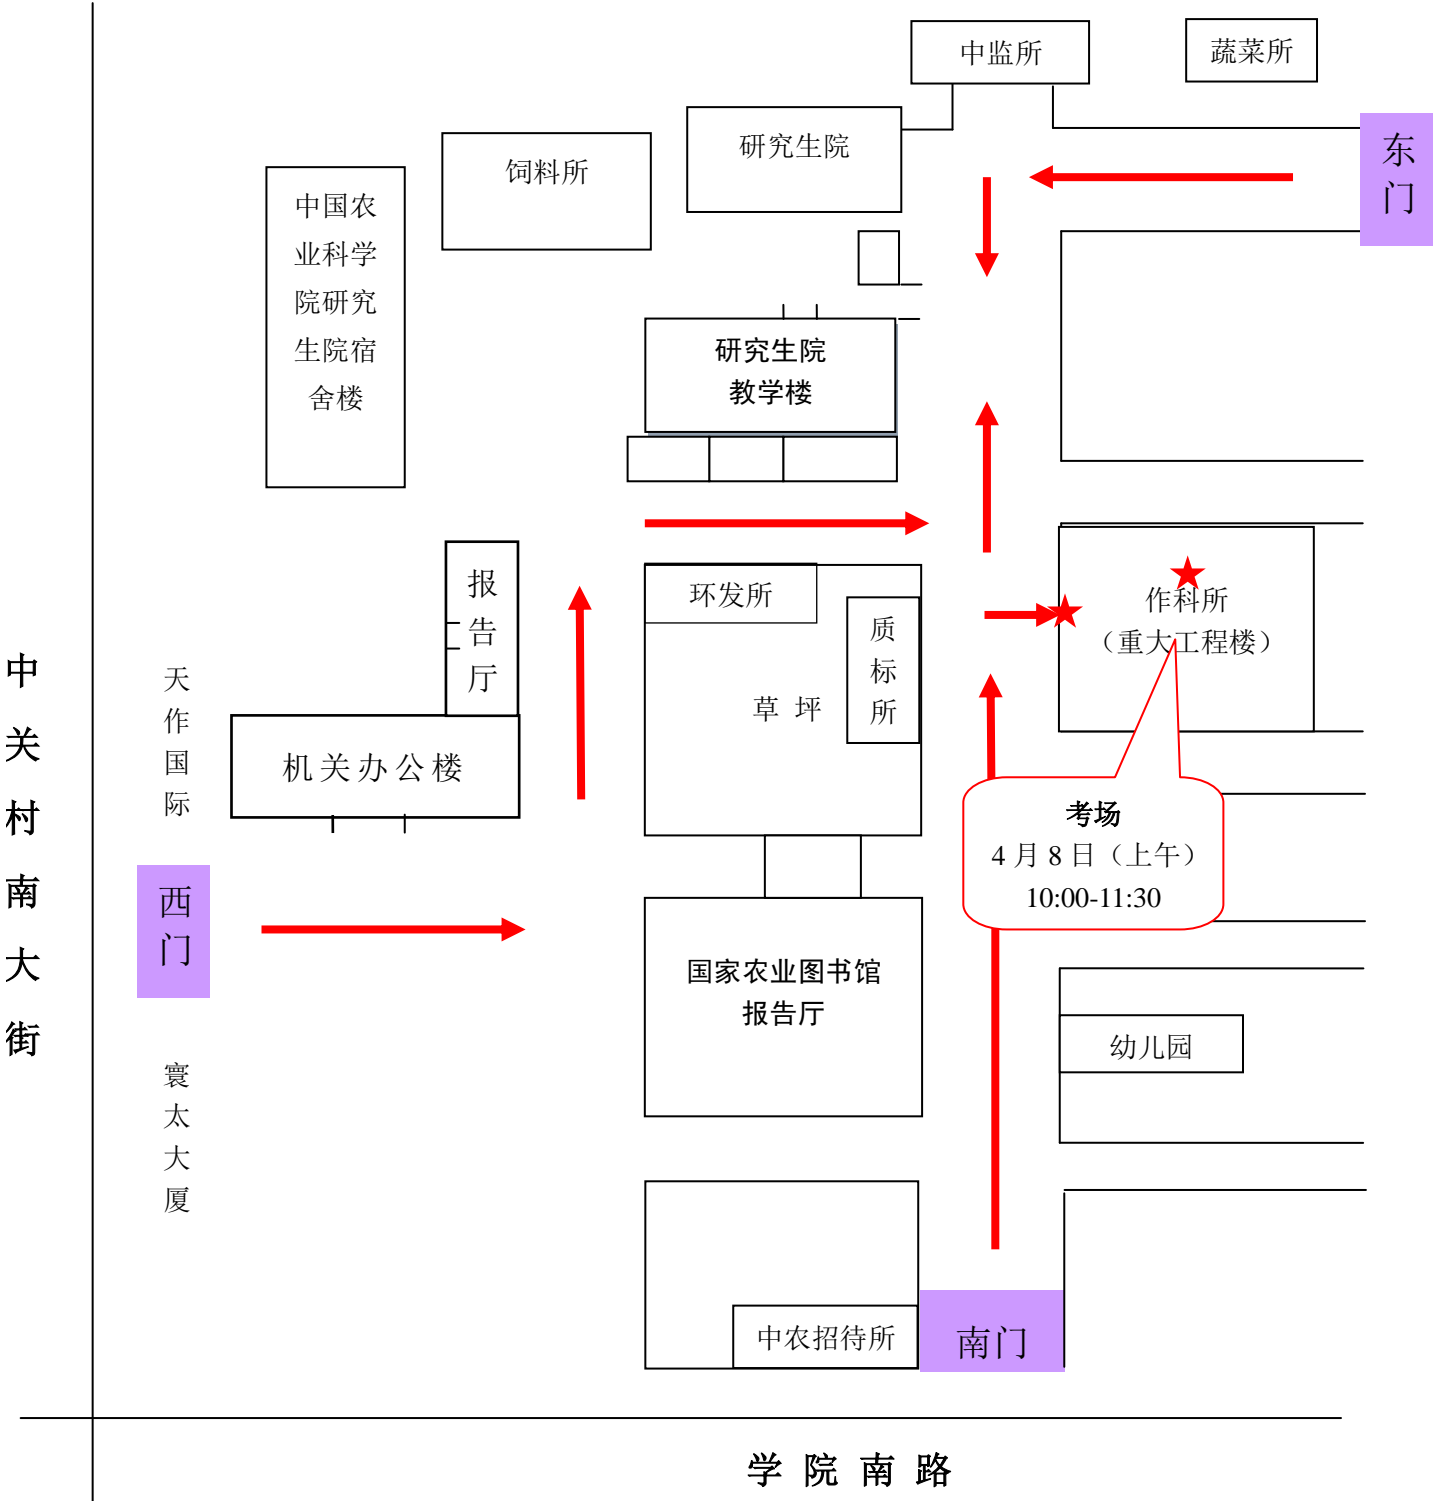 中监所
蔬菜所
研究生院
东门
饲料所
中国农
业科学
院研究
生院宿
舍楼
研究生院
教学楼
报告厅
环发所
质标所
作科所
（重大工程楼）
草 坪
天作国际
机关办公楼
中关村南大街
考场
4 月 8 日（上午）
10:00-11:30
西门
国家农业图书馆
报告厅
幼儿园
寰太大厦
中农招待所
南门
学 院 南 路